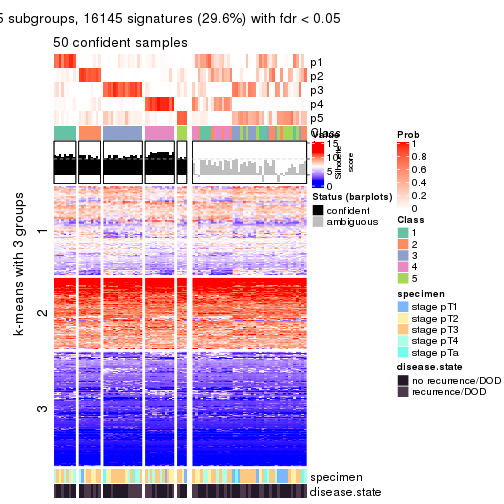 5 subgroups, 16145 signatures (29.6%) with fdr < 0.05
50 confident samples
p1
p2
p3
p4
p5
Class
k-means with 3 groups
1
2
3
specimen
disease.state
Value
15
10
5
0
Silhouette
score
Status (barplots)
confident
ambiguous
Prob
1
0.8
0.6
0.4
0.2
0
Class
1
2
3
4
5
specimen
stage pT1
stage pT2
stage pT3
stage pT4
stage pTa
disease.state
no recurrence/DOD
recurrence/DOD